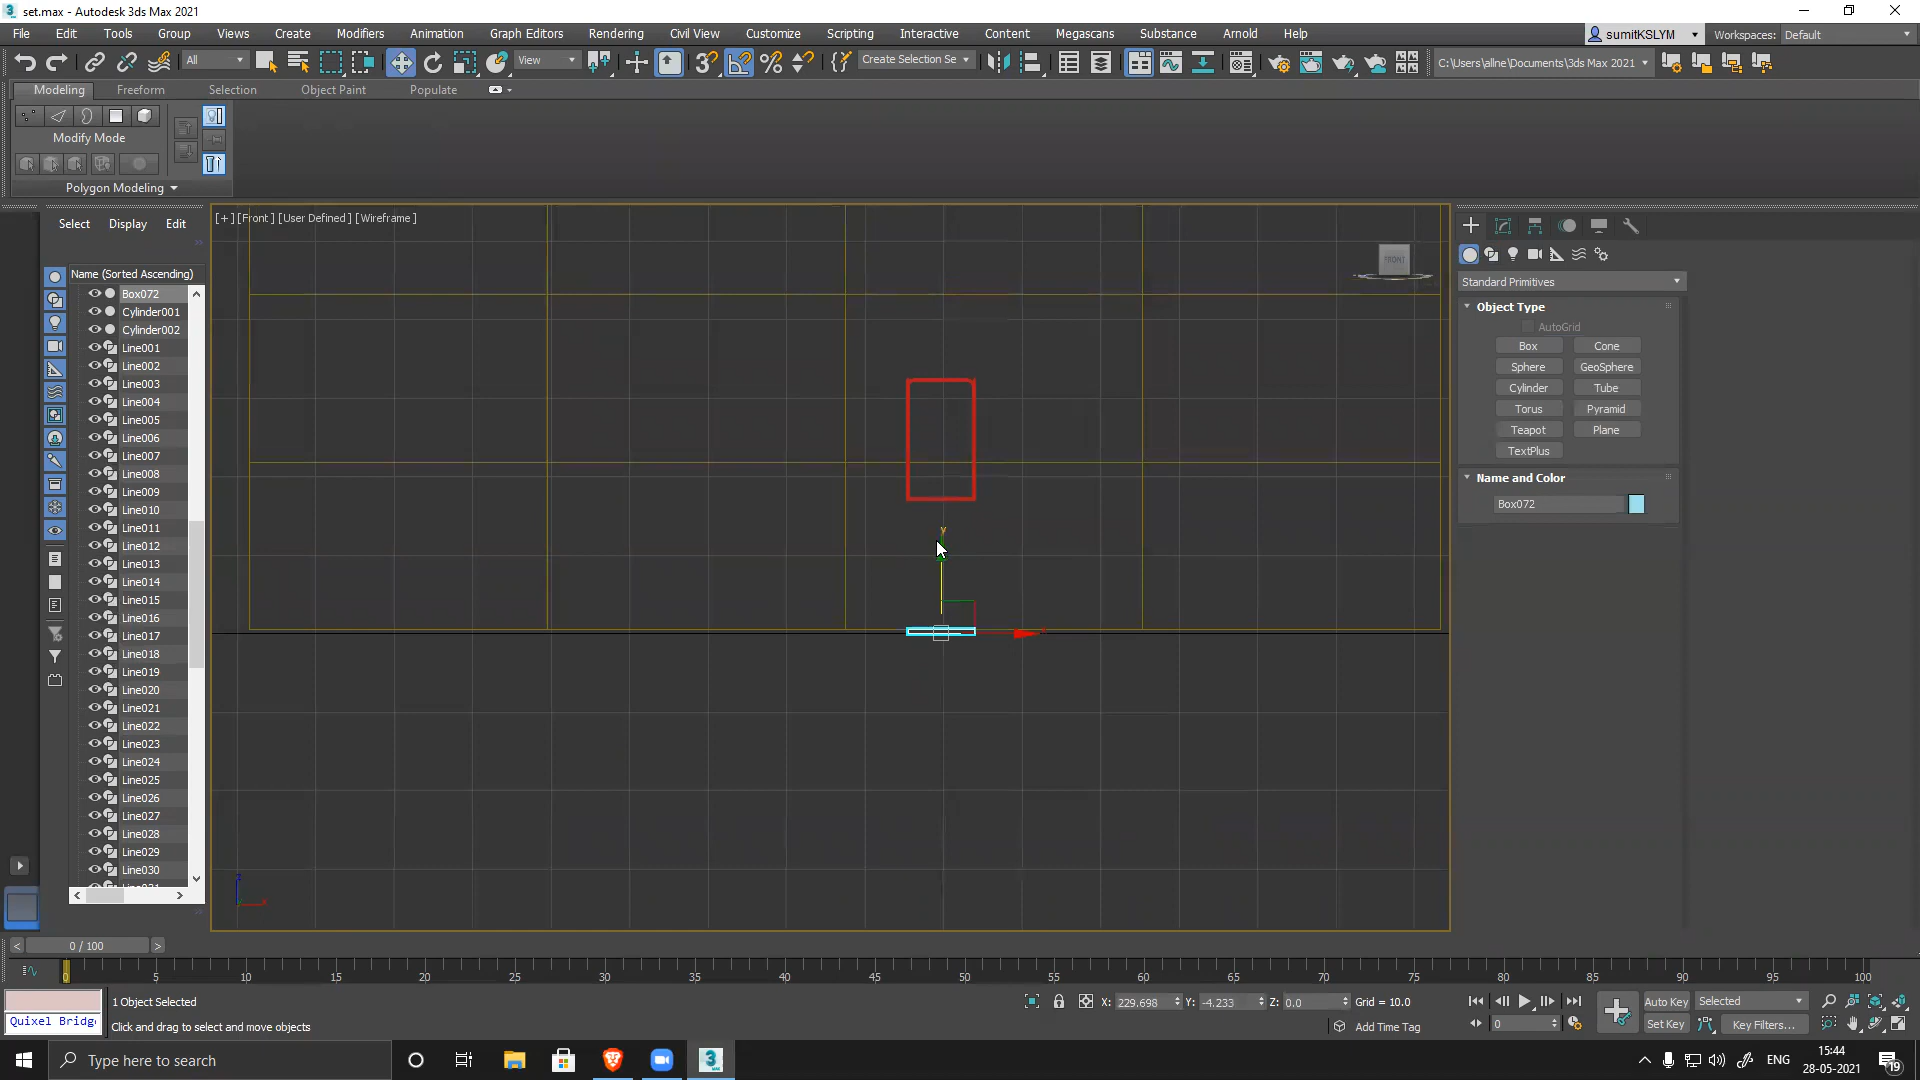 set.max - Autodesk 3ds Max 2021
File Edit Tools Group Views Create Modifiers Animation Graph Editors Rendering Civil View Customize Scripting Interactive Content Megascans Substance Arnold Help
sumitKSLYM Workspaces: Default
All View Create Selection Se C:\Users\allne\Documents\3ds Max 2021
Modeling Freeform Selection Object Paint Populate
Modify Mode
Polygon Modeling
Select Display Edit
[+] [Front] [User Defined] [Wireframe]
FRONT
Name (Sorted Ascending)
Box072
Cylinder001
Cylinder002
Line001
Line002
Line003
Line004
Line005
Line006
Line007
Line008
Line009
Line010
Line011
Line012
Line013
Line014
Line015
Line016
Line017
Line018
Line019
Line020
Line021
Line022
Line023
Line024
Line025
Line026
Line027
Line028
Line029
Line030
y
Standard Primitives
Object Type
AutoGrid
Box Cone
Sphere GeoSphere
Cylinder Tube
Torus Pyramid
Teapot Plane
TextPlus
Name and Color
Box072
0 / 100
0 5 10 15 20 25 30 35 40 45 50 55 60 65 70 75 80 85 90 95 100
1 Object Selected
X: 229.698 Y: -4.233 Z: 0.0 Grid = 10.0
Auto Key Selected
Quixel Bridg
Click and drag to select and move objects
Add Time Tag
0
Set Key Key Filters...
Type here to search
ENG
15:44
28-05-2021
19